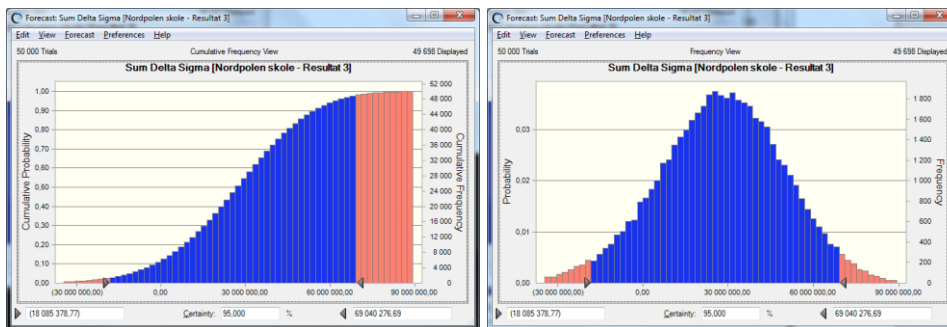 Forecast: Sum Delta Sigma [Nordpolen skole - Resultat 3]
Edit View Forecast Preferences Help
50 000 Trials Cumulative Frequency View 49 698 Displayed
Sum Delta Sigma [Nordpolen skole - Resultat 3]
Cumulative Probability
1,00
0,90
0,80
0,70
0,60
0,50
0,40
0,30
0,20
0,10
0,00
52 000
48 000
44 000
40 000
36 000
32 000
28 000
24 000
20 000
16 000
12 000
8 000
4 000
0
Cumulative Frequency
(30 000 000,00) 0,00 30 000 000,00 60 000 000,00 90 000 000,00
(18 085 378,77) Certainty: 95,000 % 69 040 276,69
Forecast: Sum Delta Sigma [Nordpolen skole - Resultat 3]
Edit View Forecast Preferences Help
50 000 Trials Frequency View 49 698 Displayed
Sum Delta Sigma [Nordpolen skole - Resultat 3]
Probability
0,03
0,02
0,01
0,00
1 800
1 600
1 400
1 200
1 000
800
600
400
200
0
Frequency
(30 000 000,00) 0,00 30 000 000,00 60 000 000,00 90 000 000,00
(18 085 378,77) Certainty: 95,000 % 69 040 276,69